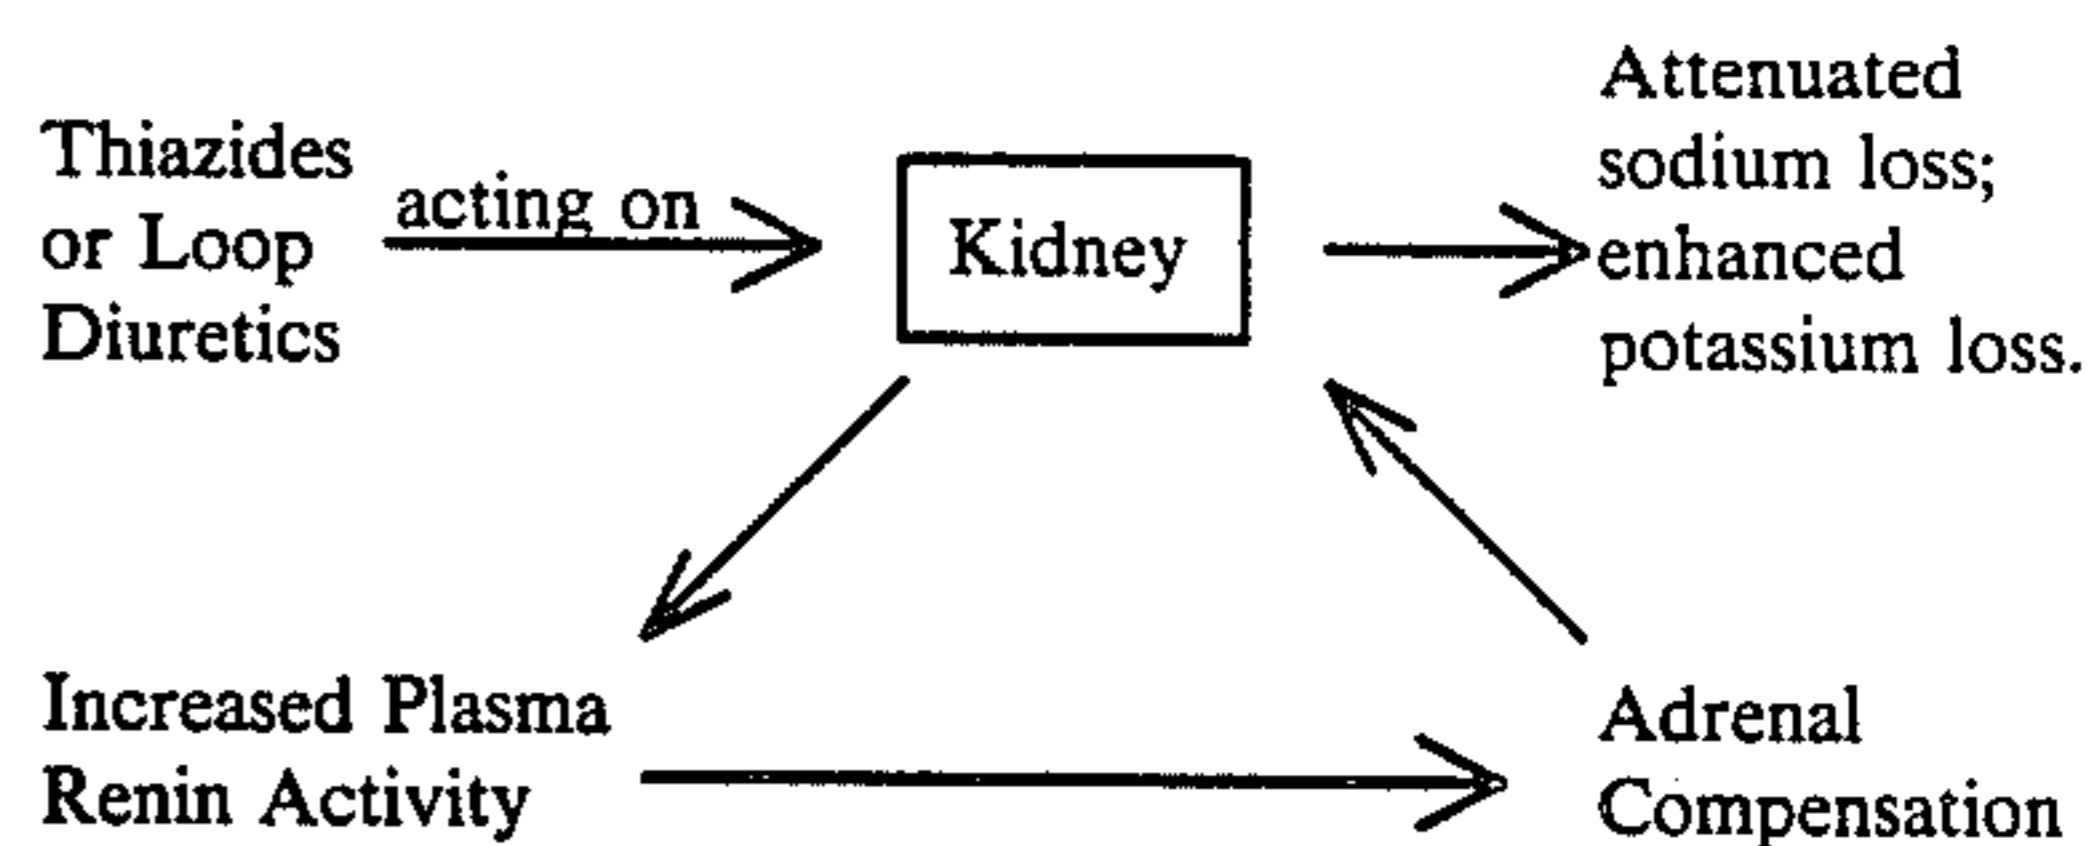 Thiazides
or Loop
Diuretics
acting on
Kidney
Attenuated
sodium loss;
enhanced
potassium loss.
Increased Plasma
Renin Activity
Adrenal
Compensation